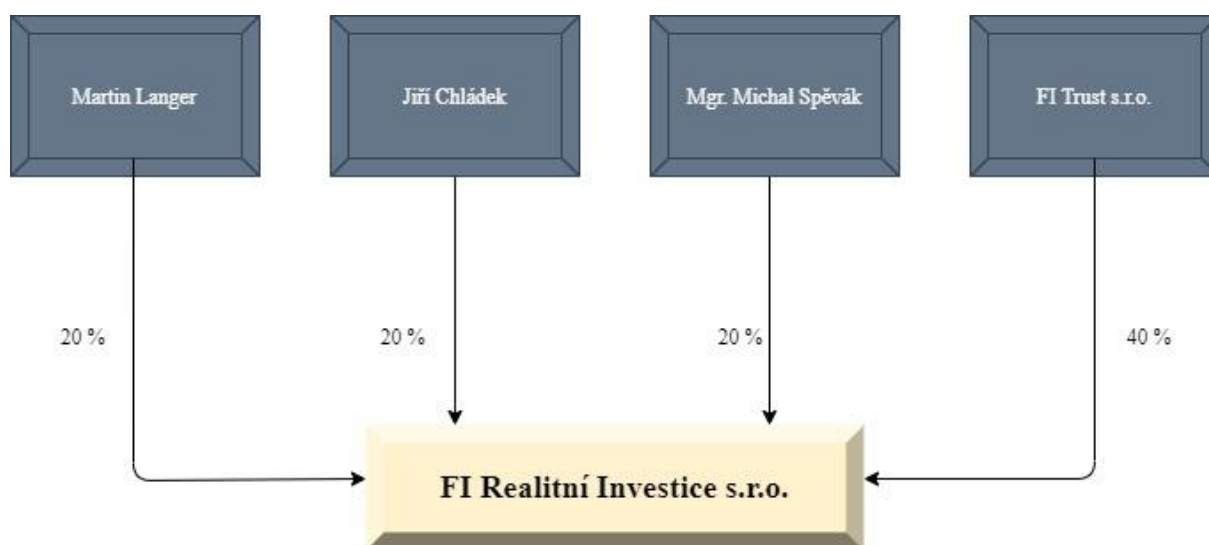 Martin Langer
Jiří Chládek
Mgr. Michal Spěvák
FI Trust s.r.o.
20 %
20 %
20 %
40 %
FI Realitní Investice s.r.o.